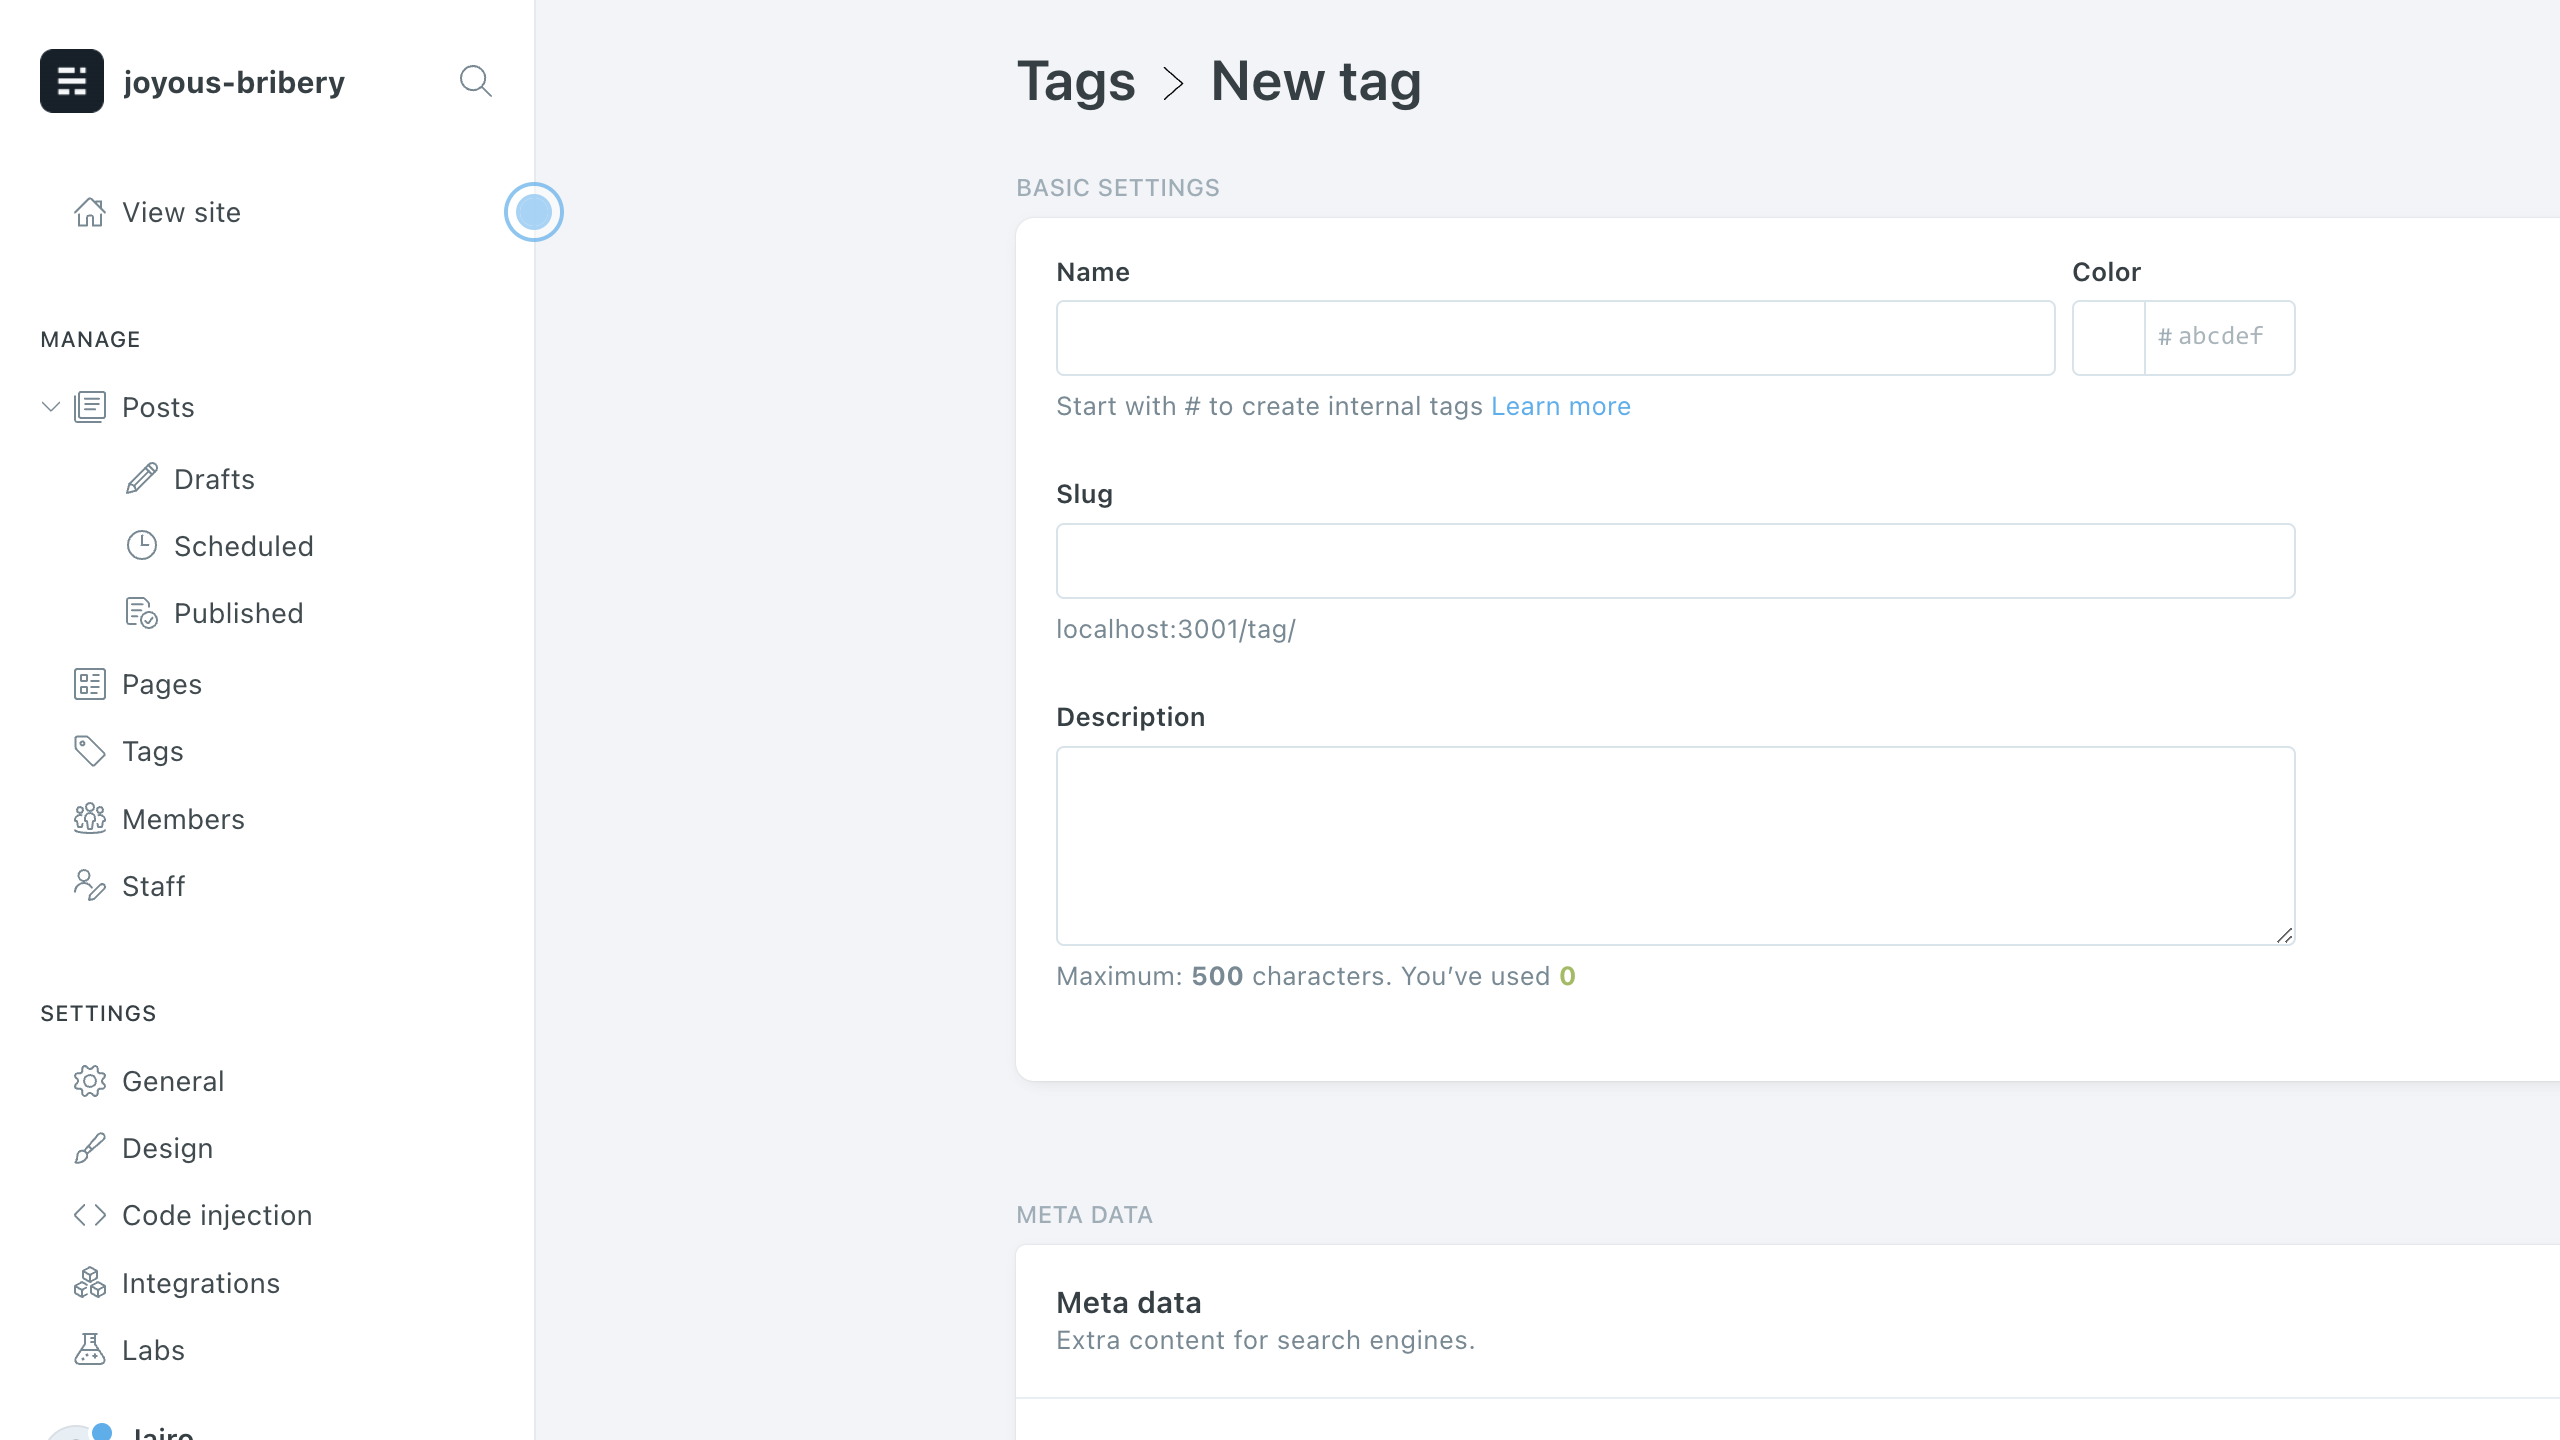 joyous-bribery
View site
MANAGE
Posts
Drafts
Scheduled
Published
Pages
Tags
Members
Staff
SETTINGS
General
Design
Code injection
Integrations
Labs
Jairo
Tags > New tag
BASIC SETTINGS
Name
Color
# abcdef
Start with # to create internal tags Learn more
Slug
localhost:3001/tag/
Description
Maximum: 500 characters. You’ve used 0
META DATA
Meta data
Extra content for search engines.